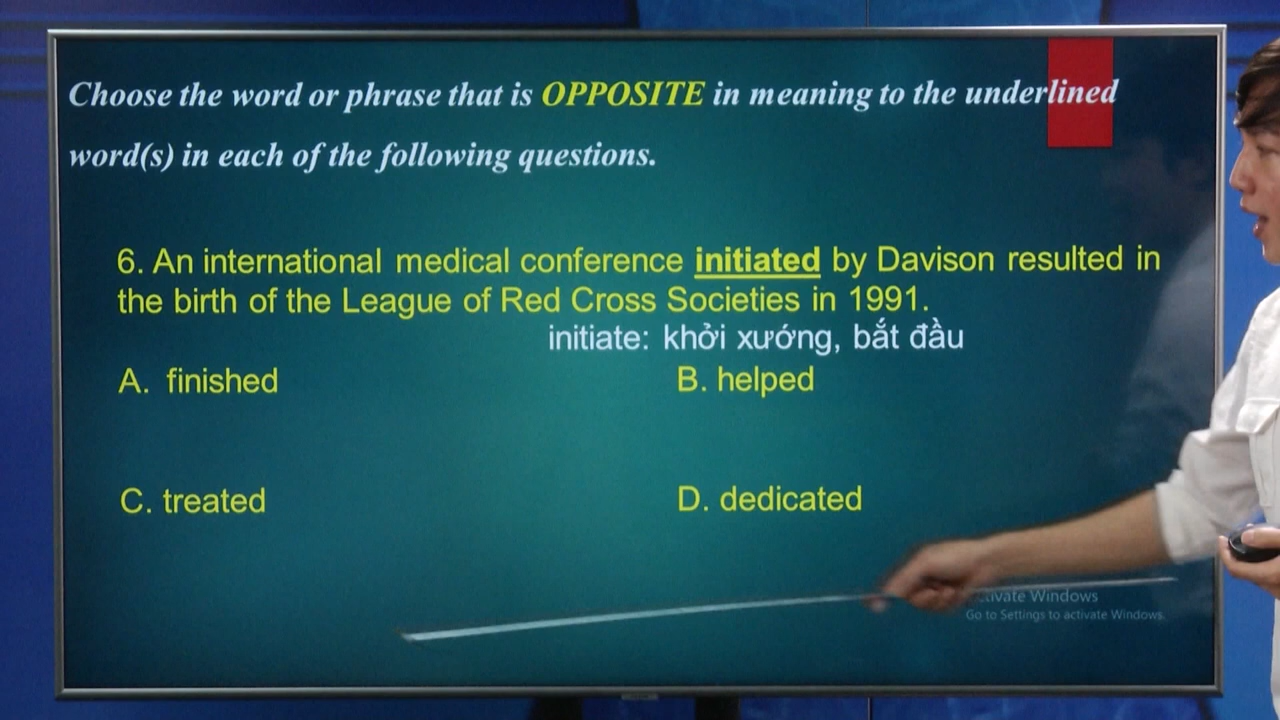 Choose the word or phrase that is OPPOSITE in meaning to the underlined
word(s) in each of the following questions.
6. An international medical conference initiated by Davison resulted in
the birth of the League of Red Cross Societies in 1991.
initiate: khởi xướng, bắt đầu
A. finished
B. helped
C. treated
D. dedicated
Activate Windows
Go to Settings to activate Windows.